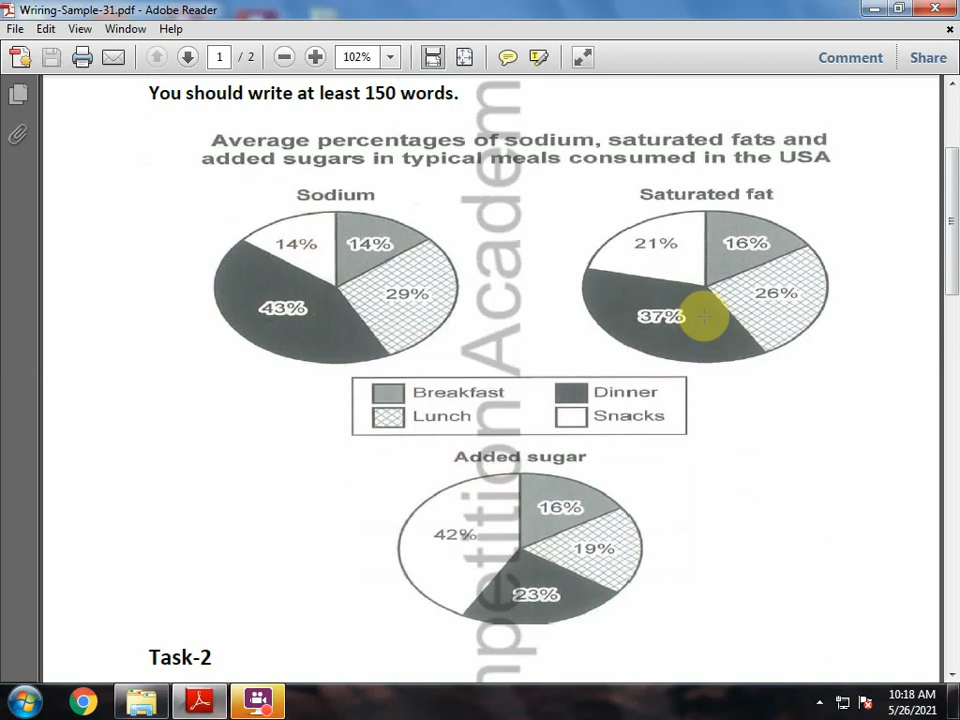 Wriring-Sample-31.pdf - Adobe Reader
File Edit View Window Help
1 / 2 102% Comment Share
You should write at least 150 words.
Average percentages of sodium, saturated fats and
added sugars in typical meals consumed in the USA
Sodium
14% 14%
29%
43%
Saturated fat
21% 16%
26%
37%
Breakfast Dinner
Lunch Snacks
Added sugar
16%
42%
19%
23%
Task-2
mpetition Academ
10:18 AM
5/26/2021